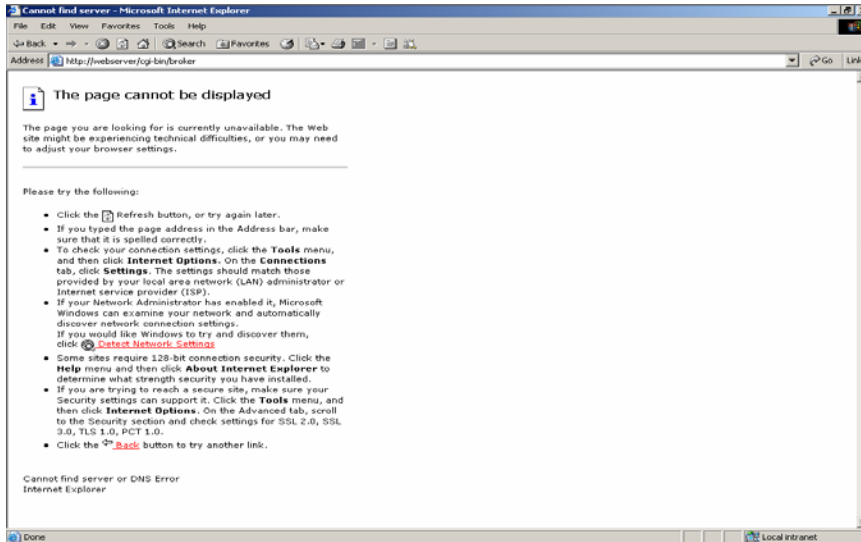 Cannot find server - Microsoft Internet Explorer
File Edit View Favorites Tools Help
Back Search Favorites
Address http://webserver/cgi-bin/broker Go Link
The page cannot be displayed
The page you are looking for is currently unavailable. The Web
site might be experiencing technical difficulties, or you may need
to adjust your browser settings.
Please try the following:
• Click the Refresh button, or try again later.
• If you typed the page address in the Address bar, make
sure that it is spelled correctly.
• To check your connection settings, click the Tools menu,
and then click Internet Options. On the Connections
tab, click Settings. The settings should match those
provided by your local area network (LAN) administrator or
Internet service provider (ISP).
• If your Network Administrator has enabled it, Microsoft
Windows can examine your network and automatically
discover network connection settings.
If you would like Windows to try and discover them,
click Detect Network Settings
• Some sites require 128-bit connection security. Click the
Help menu and then click About Internet Explorer to
determine what strength security you have installed.
• If you are trying to reach a secure site, make sure your
Security settings can support it. Click the Tools menu, and
then click Internet Options. On the Advanced tab, scroll
to the Security section and check settings for SSL 2.0, SSL
3.0, TLS 1.0, PCT 1.0.
• Click the Back button to try another link.
Cannot find server or DNS Error
Internet Explorer
Done Local intranet